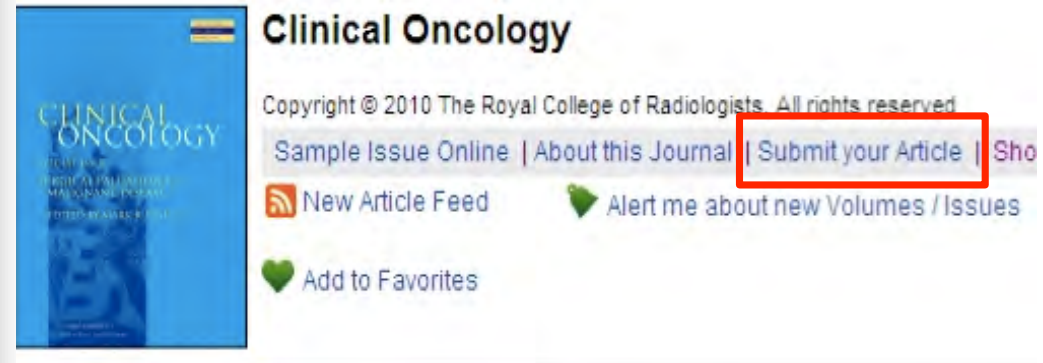 Clinical Oncology
Copyright © 2010 The Royal College of Radiologists. All rights reserved
Sample Issue Online | About this Journal | Submit your Article | Sho
New Article Feed
Alert me about new Volumes / Issues
Add to Favorites
CLINICAL
ONCOLOGY